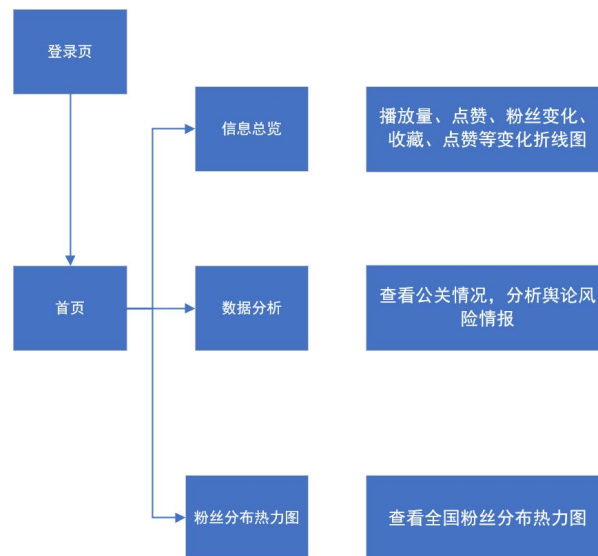 登录页
信息总览
播放量、点赞、粉丝变化、
收藏、点赞等变化折线图
首页
数据分析
查看公关情况，分析舆论风
险情报
粉丝分布热力图
查看全国粉丝分布热力图